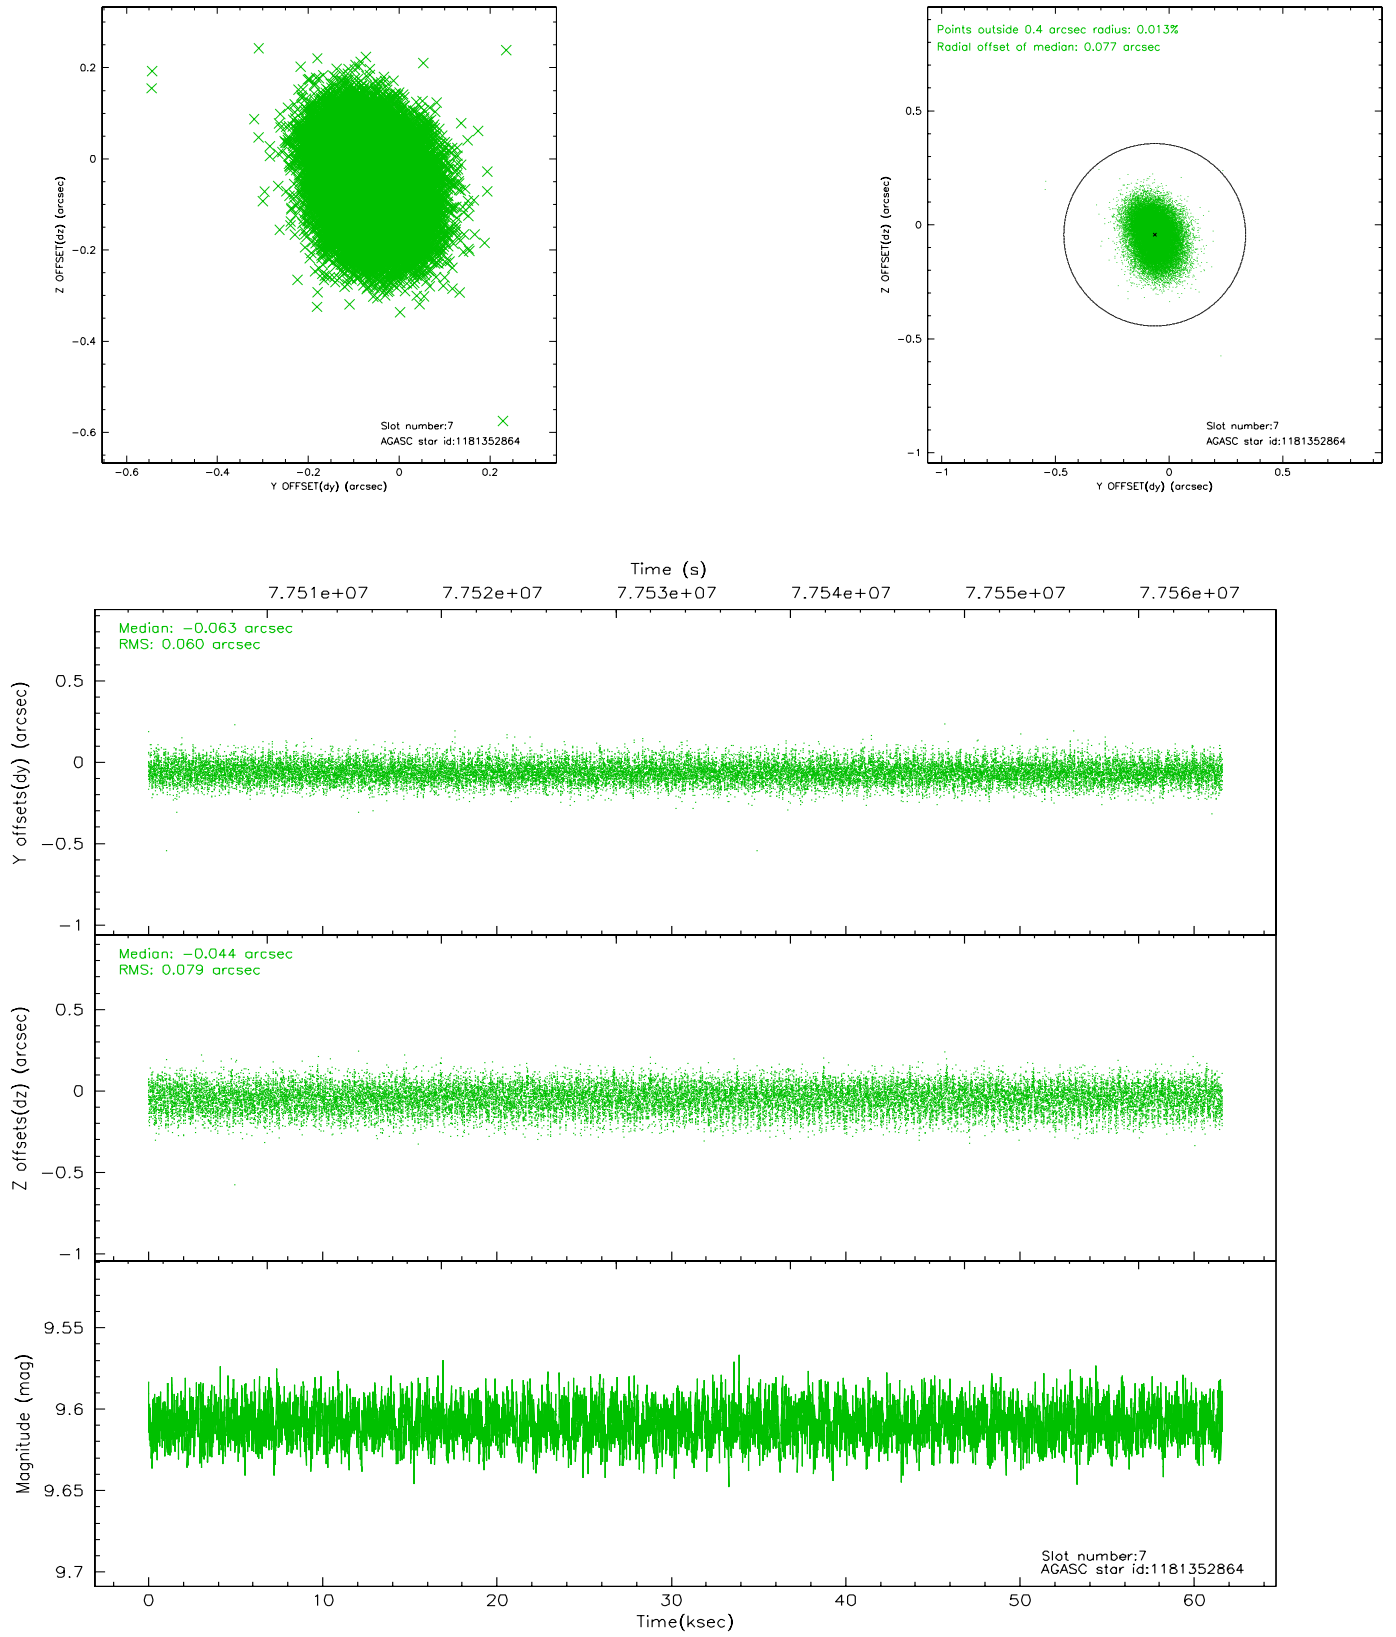 0.2
0
−0.2
−0.4
−0.6
Z OFFSET(dz) (arcsec)
Slot number:7
AGASC star id:1181352864
−0.6 −0.4 −0.2 0 0.2
Y OFFSET(dy) (arcsec)
Points outside 0.4 arcsec radius: 0.013%
Radial offset of median: 0.077 arcsec
0.5
0
−0.5
−1
Z OFFSET(dz) (arcsec)
Slot number:7
AGASC star id:1181352864
−1 −0.5 0 0.5
Y OFFSET(dy) (arcsec)
Time (s)
7.751e+07 7.752e+07 7.753e+07 7.754e+07 7.755e+07 7.756e+07
Median: −0.063 arcsec
RMS: 0.060 arcsec
0.5
0
−0.5
−1
Y offsets(dy) (arcsec)
Median: −0.044 arcsec
RMS: 0.079 arcsec
0.5
0
−0.5
−1
Z offsets(dz) (arcsec)
9.55
9.6
9.65
9.7
Magnitude (mag)
Slot number:7
AGASC star id:1181352864
0 10 20 30 40 50 60
Time(ksec)